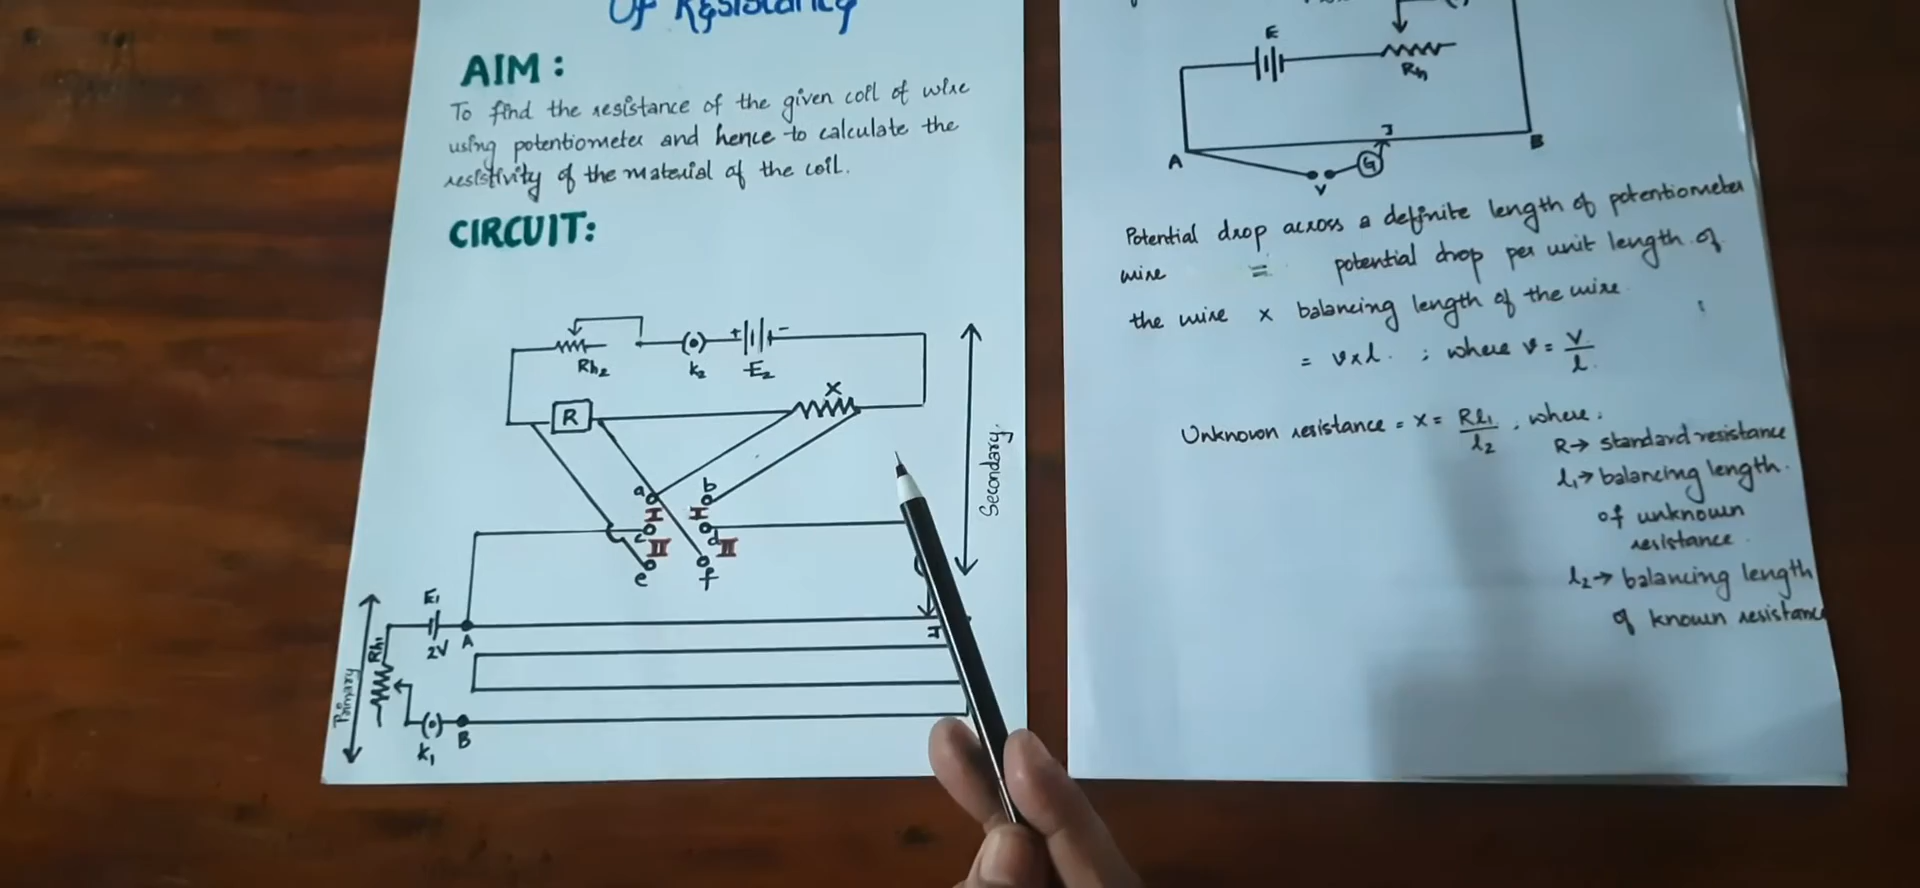 Of Resistance
AIM:
To find the resistance of the given coil of wire
using potentiometer and hence to calculate the
resistivity of the material of the coil.
CIRCUIT:
Rh2
K2
+
-
E2
R
X
a
b
I
I
c
d
II
II
e
f
Secondary
E1
2V
A
J
Rh1
Primary
K1
B
E
Rh
A
J
B
G
V
Potential drop across a definite length of potentiometer
wire = potential drop per unit length of
the wire x balancing length of the wire.
= v x l. ; where v = V/l
Unknown resistance = X = Rl1/l2, where,
R→ standard resistance
l1→ balancing length
of unknown
resistance.
l2→ balancing length
of known resistance